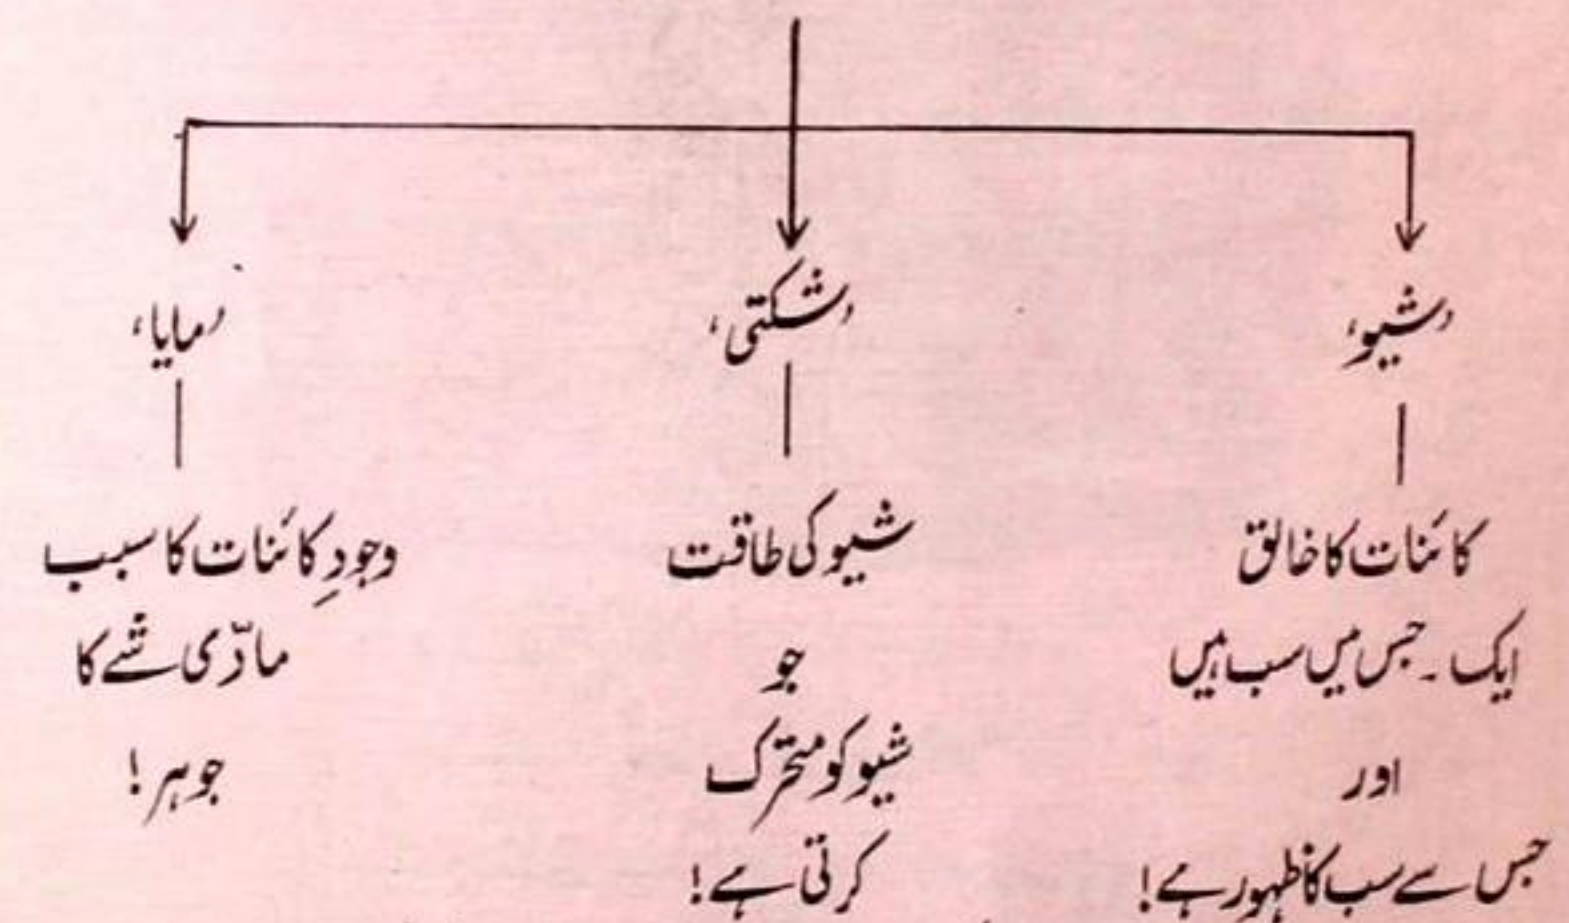 'شیو'
کائنات کا خالق
ایک ۔ جس میں سب ہیں
اور
جس سے سب کا ظہور ہے!
'شکتی'
شیو کی طاقت
جو
شیو کو متحرّک
کرتی ہے!
'مایا'
وجودِ کائنات کا سبب
مادّی شے کا
جوہر!